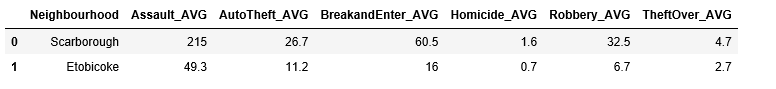 Neighbourhood Assault_AVG AutoTheft_AVG BreakandEnter_AVG Homicide_AVG Robbery_AVG TheftOver_AVG
0 Scarborough 215 26.7 60.5 1.6 32.5 4.7
1 Etobicoke 49.3 11.2 16 0.7 6.7 2.7